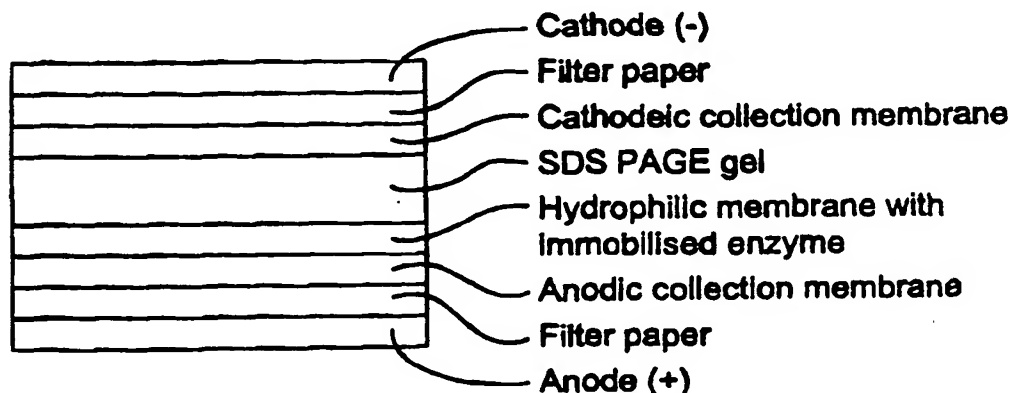 Cathode (-)
Filter paper
Cathodeic collection membrane
SDS PAGE gel
Hydrophilic membrane with
immobilised enzyme
Anodic collection membrane
Filter paper
Anode (+)